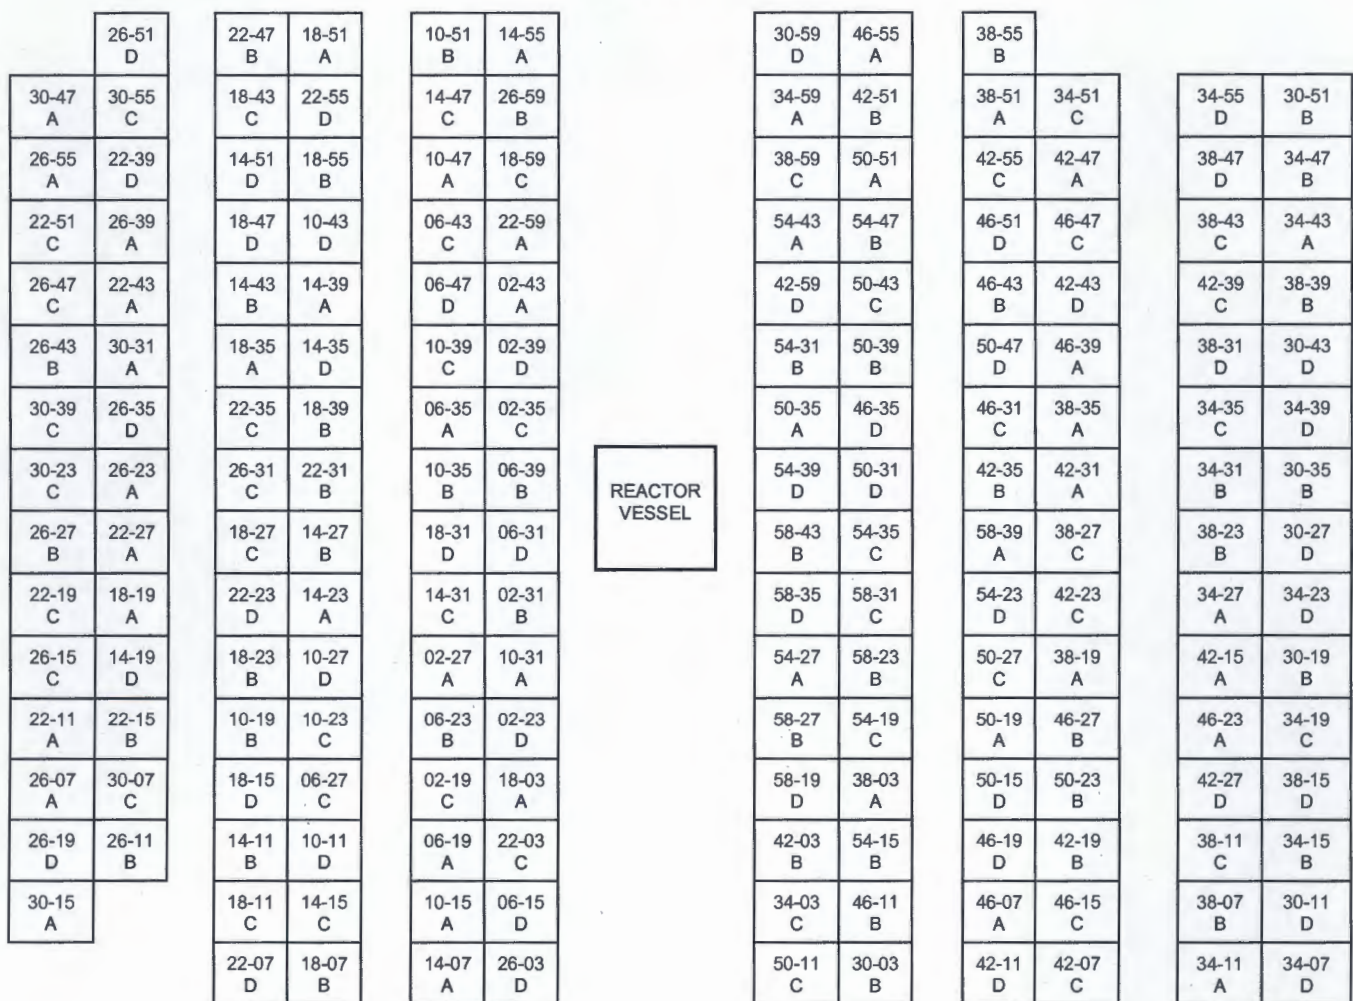 26-51 22-47 18-51 10-51 14-55 30-59 46-55 38-55
D B A B A D A B
30-47 30-55 18-43 22-55 14-47 26-59 34-59 42-51 38-51 34-51 34-55 30-51
A C C D C B A B A C D B
26-55 22-39 14-51 18-55 10-47 18-59 38-59 50-51 42-55 42-47 38-47 34-47
A D D B A C C A C A D B
22-51 26-39 18-47 10-43 06-43 22-59 54-43 54-47 46-51 46-47 38-43 34-43
C A D D C A A B D C C A
26-47 22-43 14-43 14-39 06-47 02-43 42-59 50-43 46-43 42-43 42-39 38-39
C A B A D A D C B D C B
26-43 30-31 18-35 14-35 10-39 02-39 54-31 50-39 50-47 46-39 38-31 30-43
B A A D C D B B D A D D
30-39 26-35 22-35 18-39 06-35 02-35 50-35 46-35 46-31 38-35 34-35 34-39
C D C B A C A D C A C D
30-23 26-23 26-31 22-31 10-35 06-39 REACTOR 54-39 50-31 42-35 42-31 34-31 30-35
C A C B B B VESSEL D D B A B B
26-27 22-27 18-27 14-27 18-31 06-31 58-43 54-35 58-39 38-27 38-23 30-27
B A C B D D B C A C B D
22-19 18-19 22-23 14-23 14-31 02-31 58-35 58-31 54-23 42-23 34-27 34-23
C A D A C B D C D C A D
26-15 14-19 18-23 10-27 02-27 10-31 54-27 58-23 50-27 38-19 42-15 30-19
C D B D A A A B C A A B
22-11 22-15 10-19 10-23 06-23 02-23 58-27 54-19 50-19 46-27 46-23 34-19
A B B C B D B C A B A C
26-07 30-07 18-15 06-27 02-19 18-03 58-19 38-03 50-15 50-23 42-27 38-15
A C D C C A D A D B D D
26-19 26-11 14-11 10-11 06-19 22-03 42-03 54-15 46-19 42-19 38-11 34-15
D B B D A C B B D B C B
30-15 18-11 14-15 10-15 06-15 34-03 46-11 46-07 46-15 38-07 30-11
A C C A D C B A C B D
22-07 18-07 14-07 26-03 50-11 30-03 42-11 42-07 34-11 34-07
D B A D C B D C A D